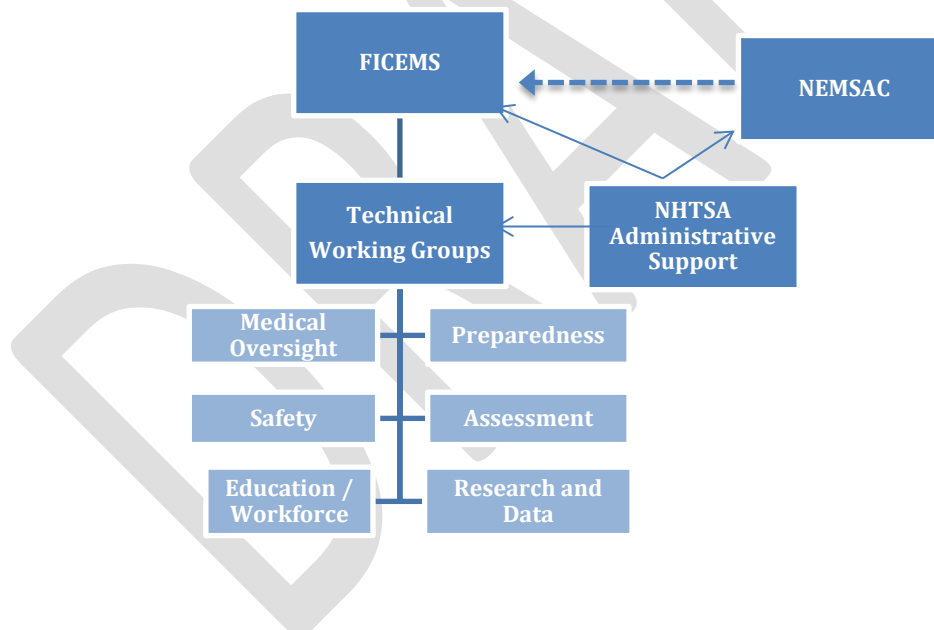 FICEMS
NEMSAC
Technical
Working Groups
NHTSA
Administrative
Support
Medical
Oversight
Preparedness
Safety
Assessment
Education /
Workforce
Research and
Data